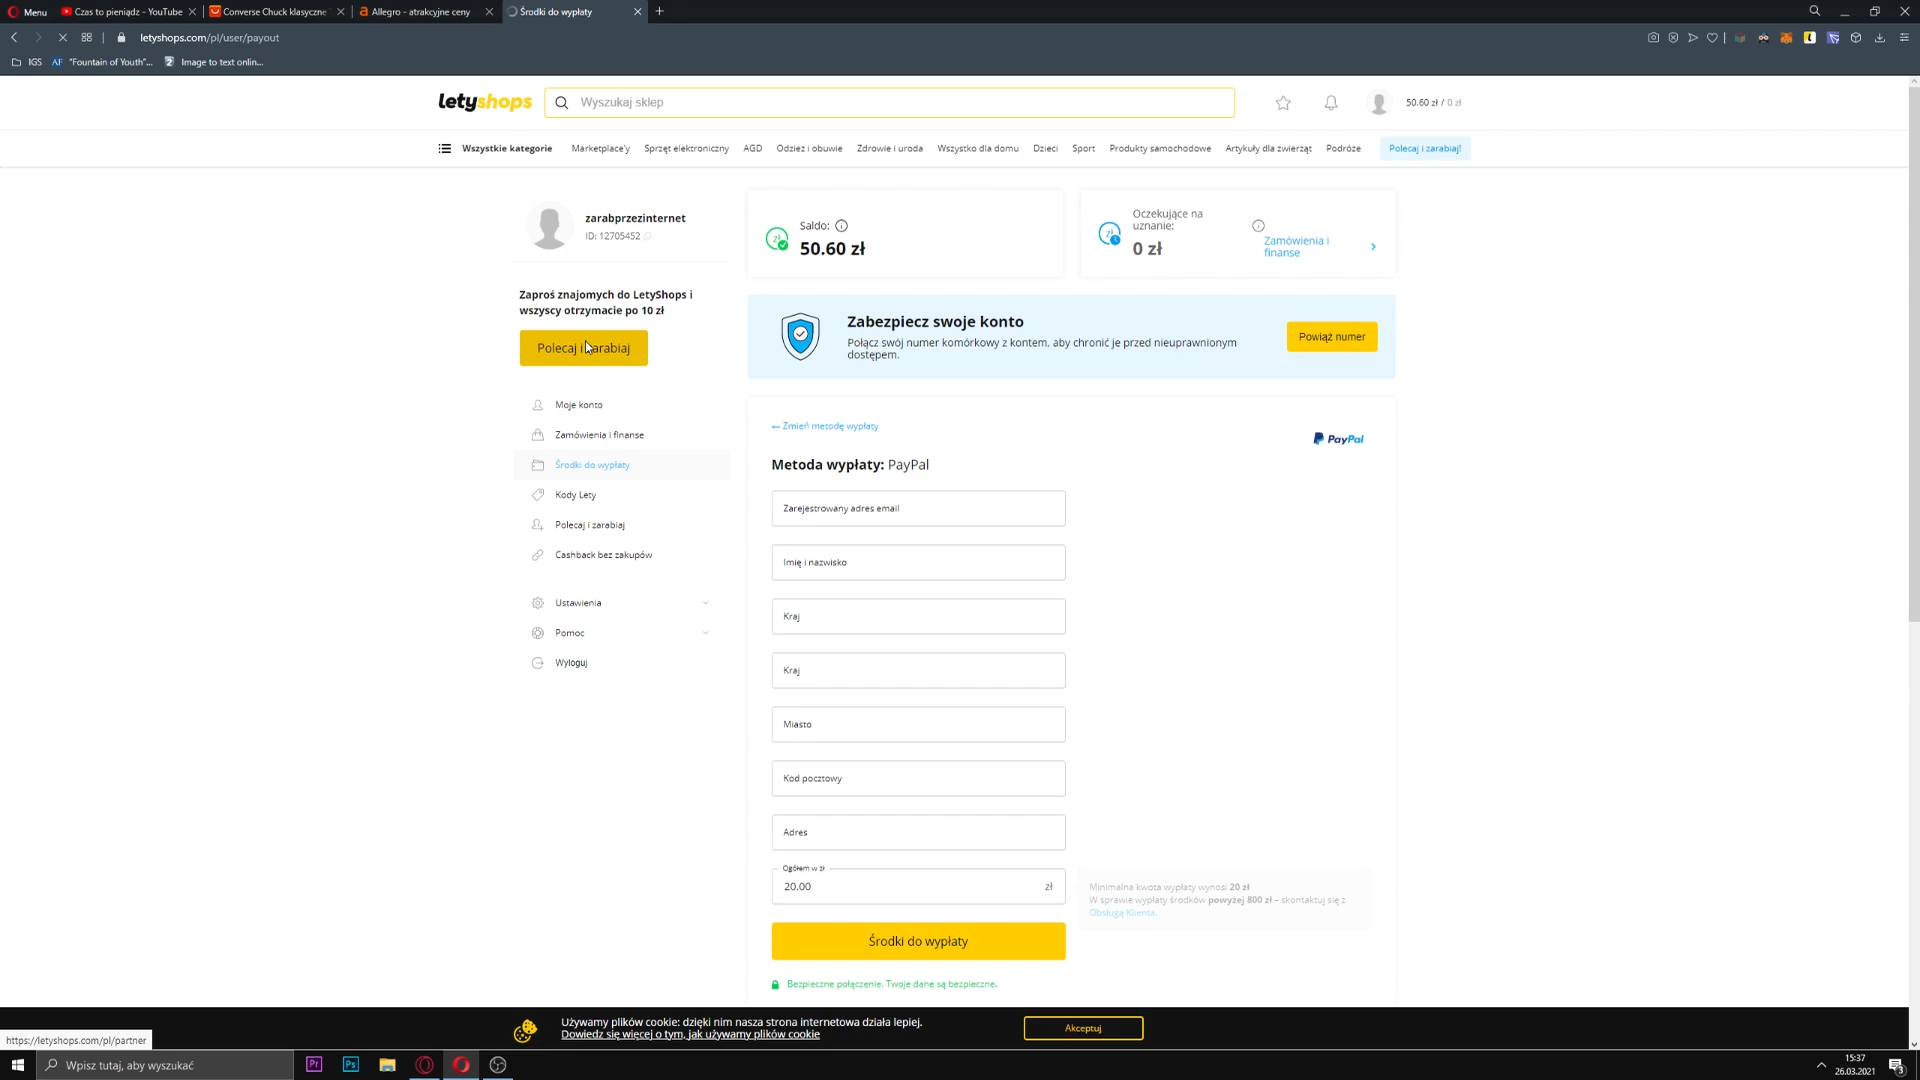 Menu
Czas to pieniądz - YouTube
Converse Chuck klasyczne
Allegro - atrakcyjne ceny
Środki do wypłaty
letyshops.com/pl/user/payout
IGS
"Fountain of Youth"...
Image to text onlin...
letyshops
Wyszukaj sklep
50.60 zł / 0 zł
Wszystkie kategorie
Marketplace'y
Sprzęt elektroniczny
AGD
Odzież i obuwie
Zdrowie i uroda
Wszystko dla domu
Dzieci
Sport
Produkty samochodowe
Artykuły dla zwierząt
Podróże
Polecaj i zarabiaj!
zarabprzezinternet
ID: 12705452
Zaproś znajomych do LetyShops i
wszyscy otrzymacie po 10 zł
Polecaj i zarabiaj
Moje konto
Zamówienia i finanse
Środki do wypłaty
Kody Lety
Polecaj i zarabiaj
Cashback bez zakupów
Ustawienia
Pomoc
Wyloguj
Saldo:
50.60 zł
Oczekujące na
uznanie:
0 zł
Zamówienia i
finanse
Zabezpiecz swoje konto
Połącz swój numer komórkowy z kontem, aby chronić je przed nieuprawnionym
dostępem.
Powiąż numer
← Zmień metodę wypłaty
PayPal
Metoda wypłaty: PayPal
Zarejestrowany adres email
Imię i nazwisko
Kraj
Kraj
Miasto
Kod pocztowy
Adres
Ogółem w zł
20.00 zł
Minimalna kwota wypłaty wynosi 20 zł
W sprawie wypłaty środków powyżej 800 zł – skontaktuj się z
Obsługą Klienta.
Środki do wypłaty
Bezpieczne połączenie. Twoje dane są bezpieczne.
Używamy plików cookie: dzięki nim nasza strona internetowa działa lepiej.
Dowiedz się więcej o tym, jak używamy plików cookie
Akceptuj
https://letyshops.com/pl/partner
Wpisz tutaj, aby wyszukać
Pr
Ps
15:37
26.03.2021
3